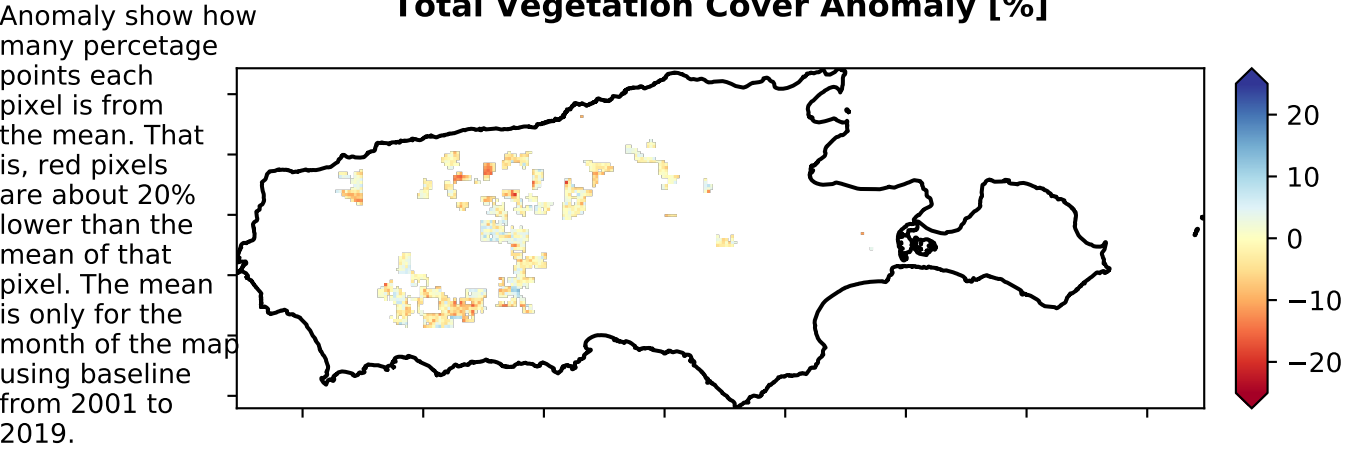 Total Vegetation Cover Anomaly [%]
Anomaly show how
many percetage
points each
pixel is from
the mean. That
is, red pixels
are about 20%
lower than the
mean of that
pixel. The mean
is only for the
month of the map
using baseline
from 2001 to
2019.
20
10
0
−10
−20